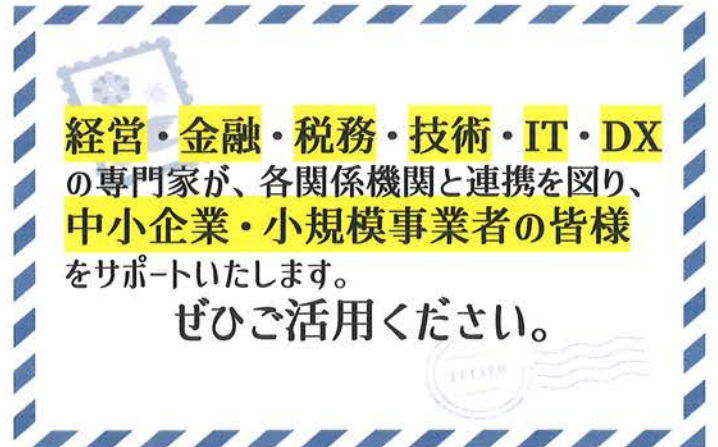 経営・金融・税務・技術・IT・DX
の専門家が、各関係機関と連携を図り、
中小企業・小規模事業者の皆様
をサポートいたします。
ぜひご活用ください。